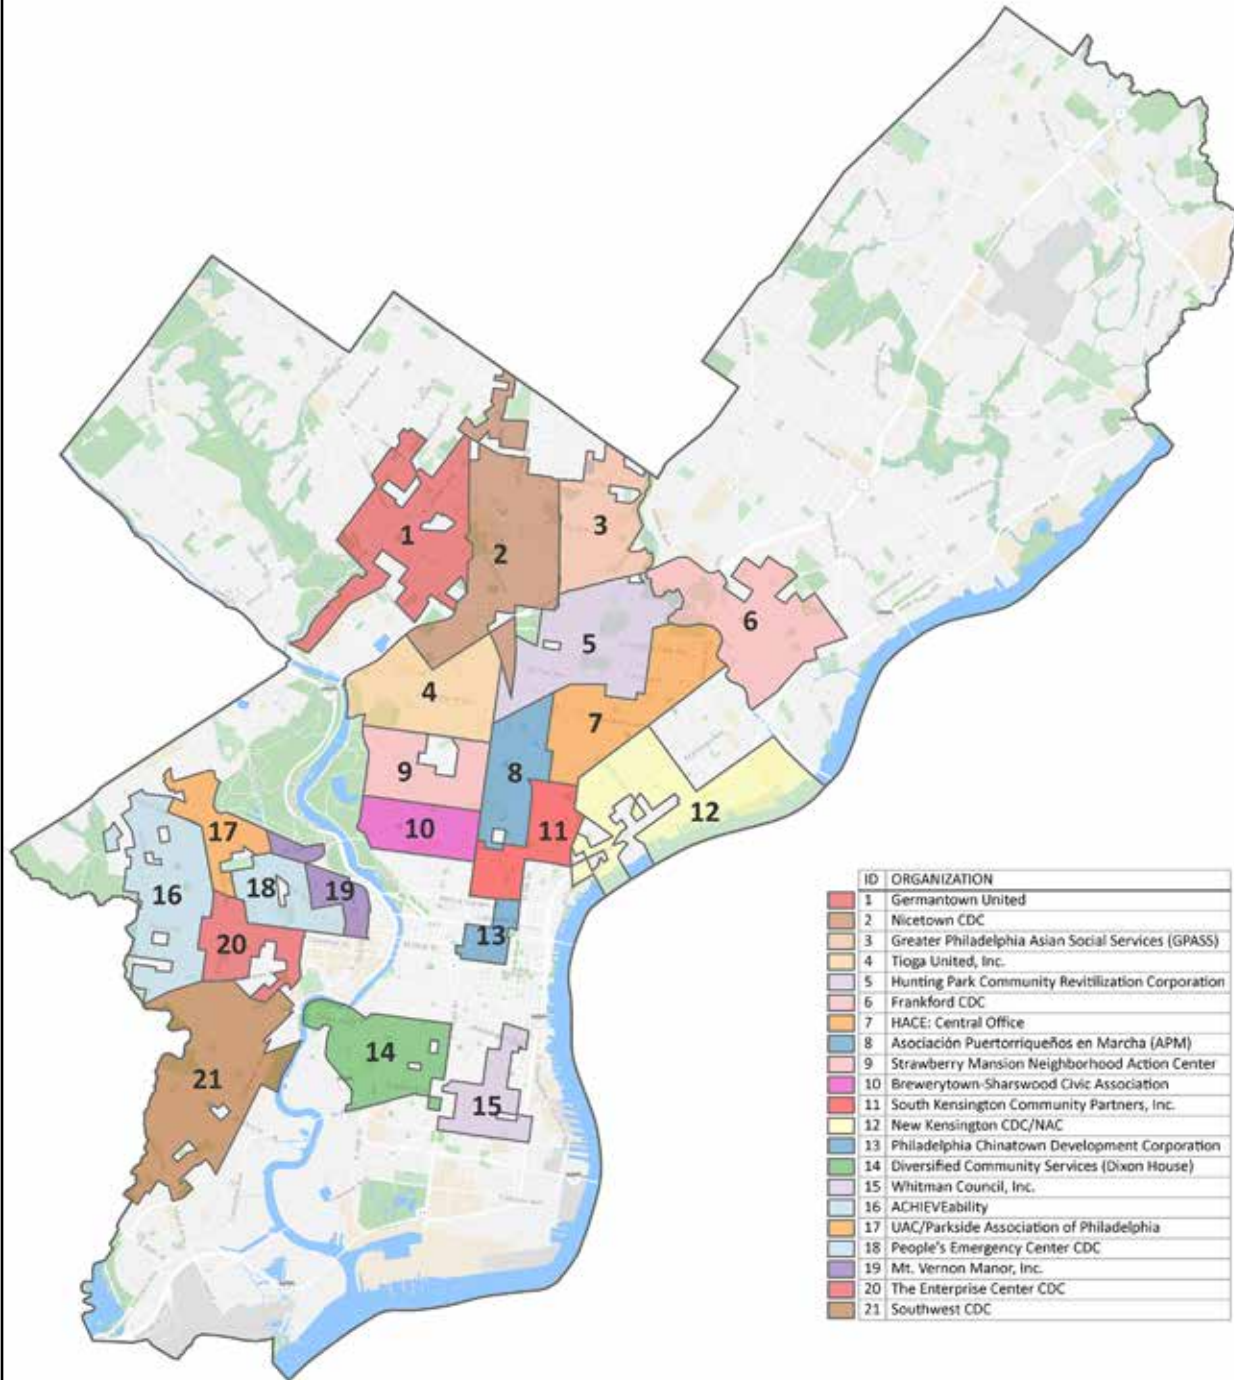 1
2
3
4
5
6
7
8
9
10
11
12
13
14
15
16
17
18
19
20
21
ID ORGANIZATION
1 Germantown United
2 Nicetown CDC
3 Greater Philadelphia Asian Social Services (GPASS)
4 Tioga United, Inc.
5 Hunting Park Community Revitilization Corporation
6 Frankford CDC
7 HACE: Central Office
8 Asociación Puertorriqueños en Marcha (APM)
9 Strawberry Mansion Neighborhood Action Center
10 Brewerytown-Sharswood Civic Association
11 South Kensington Community Partners, Inc.
12 New Kensington CDC/NAC
13 Philadelphia Chinatown Development Corporation
14 Diversified Community Services (Dixon House)
15 Whitman Council, Inc.
16 ACHIEVEability
17 UAC/Parkside Association of Philadelphia
18 People's Emergency Center CDC
19 Mt. Vernon Manor, Inc.
20 The Enterprise Center CDC
21 Southwest CDC